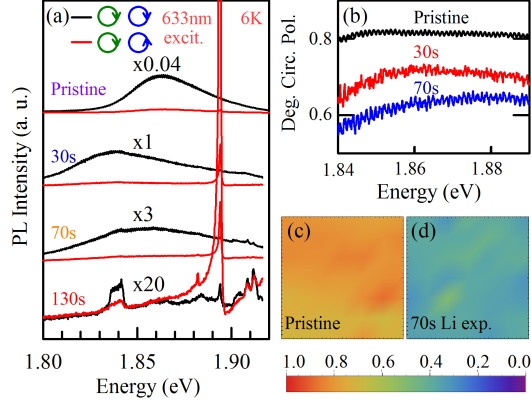 (a)
633nm
excit.
6K
Pristine
x0.04
30s
x1
70s
x3
130s
x20
PL Intensity (a. u.)
1.80
1.85
1.90
Energy (eV)
(b)
Pristine
30s
70s
0.8
0.6
Deg. Circ. Pol.
1.84
1.86
1.88
Energy (eV)
(c)
Pristine
(d)
70s Li exp.
1.0 0.8 0.6 0.4 0.2 0.0